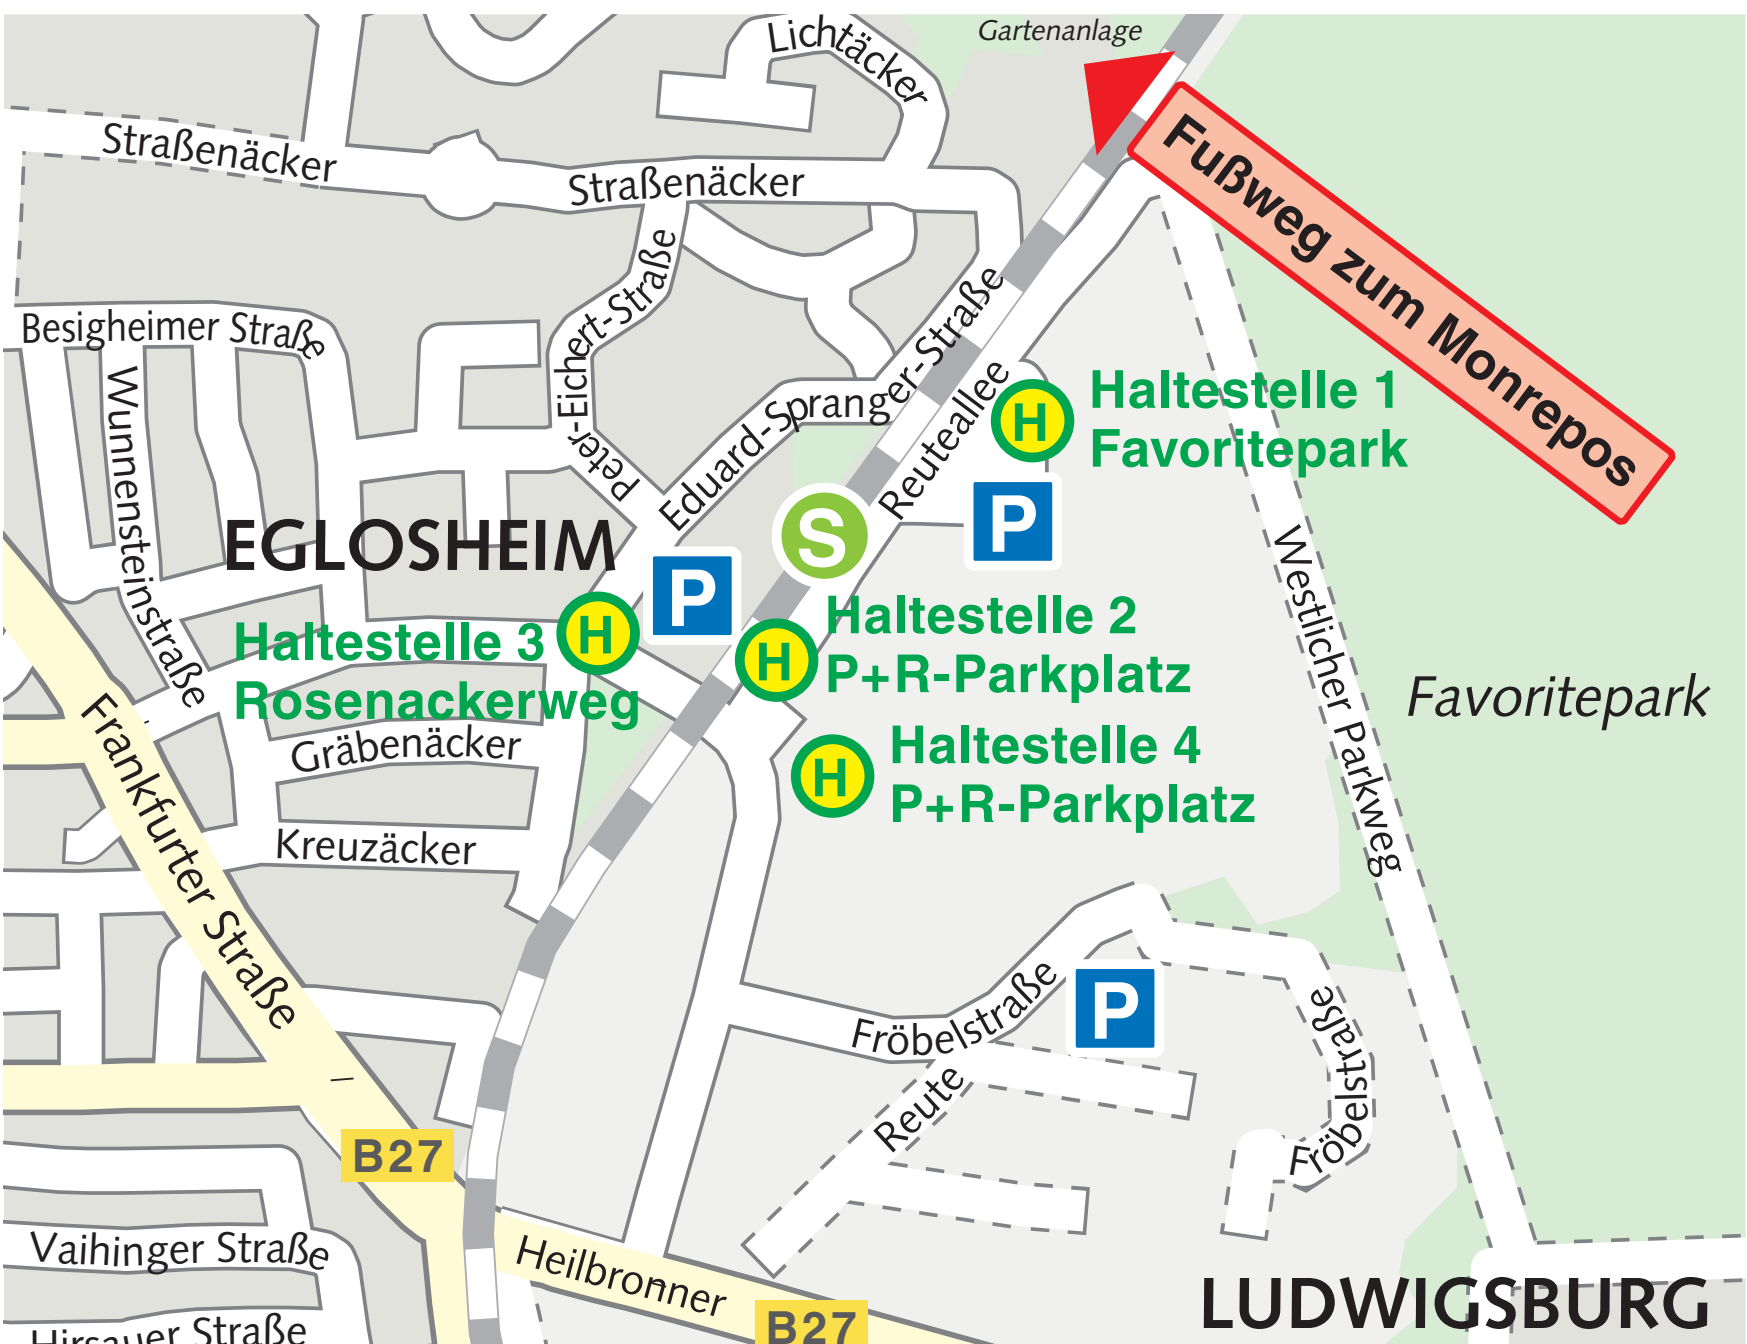 Gartenanlage
Lichtäcker
Straßenäcker
Straßenäcker
Fußweg zum Monrepos
Besigheimer Straße
Peter-Eichert-Straße
Eduard-Spranger-Straße
Reuteallee
H
Haltestelle 1
Favoritepark
Wunnensteinstraße
P
S
EGLOSHEIM
P
Westlicher Parkweg
H
Haltestelle 2
P+R-Parkplatz
Haltestelle 3
Rosenackerweg
H
Favoritepark
Frankfurter Straße
Gräbenäcker
H
Haltestelle 4
P+R-Parkplatz
Kreuzäcker
P
Fröbelstraße
Fröbelstraße
Reute
B27
Vaihinger Straße
Heilbronner
LUDWIGSBURG
B27
Hirsauer Straße